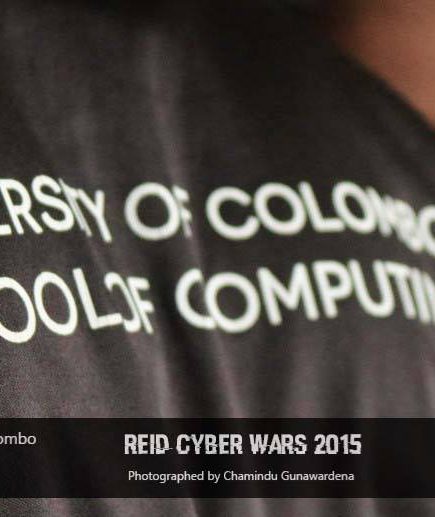 ERSITY OF COLOMBO
OOL OF COMPUTIN
ombo
REID CYBER WARS 2015
Photographed by Chamindu Gunawardena